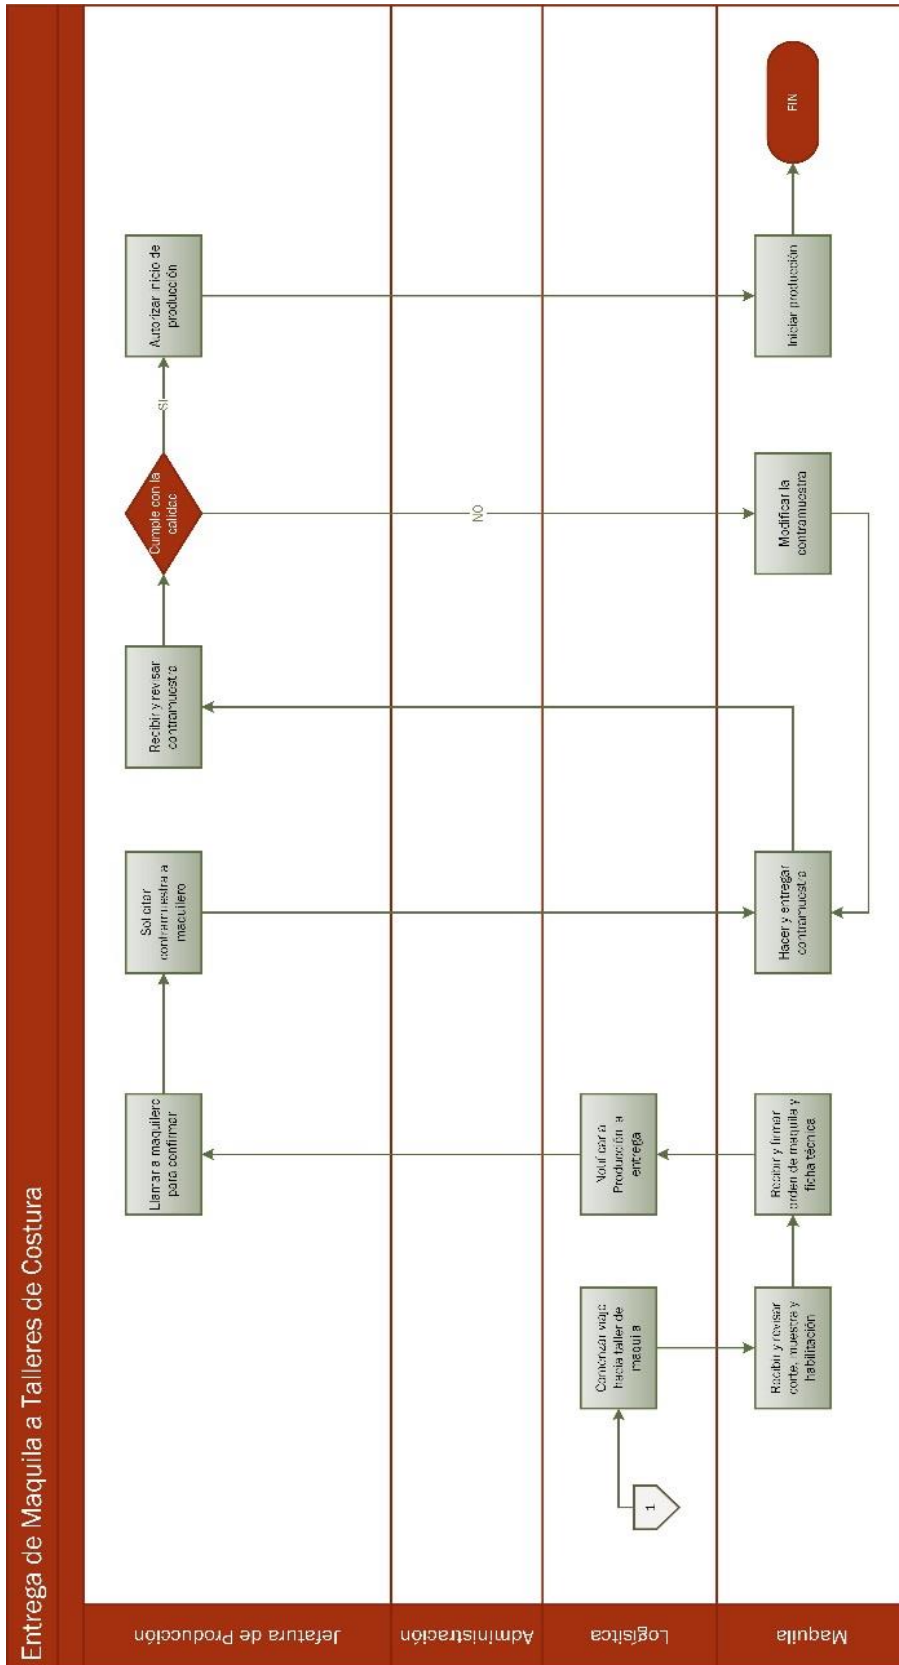 Entrega de Maquila a Talleres de Costura
Jefatura de Producción
Administración
Logísitca
Maquila
1
Comenzar viaje
hacia taller de
maquila
Recibir y revisar
corte, muestra y
habilitación
Recibir y firmar
orden de maquila y
ficha técnica
Notificar a
Producción la
entrega
Llamar a maquilero
para confirmar
Solicitar
contramuestra a
maquilero
Hacer y entregar
contramuestra
Recibir y revisar
contramuestra
Cumple con la
calidad
SI
NO
Modificar la
contramuestra
Autorizar inicio de
producción
Iniciar producción
FIN